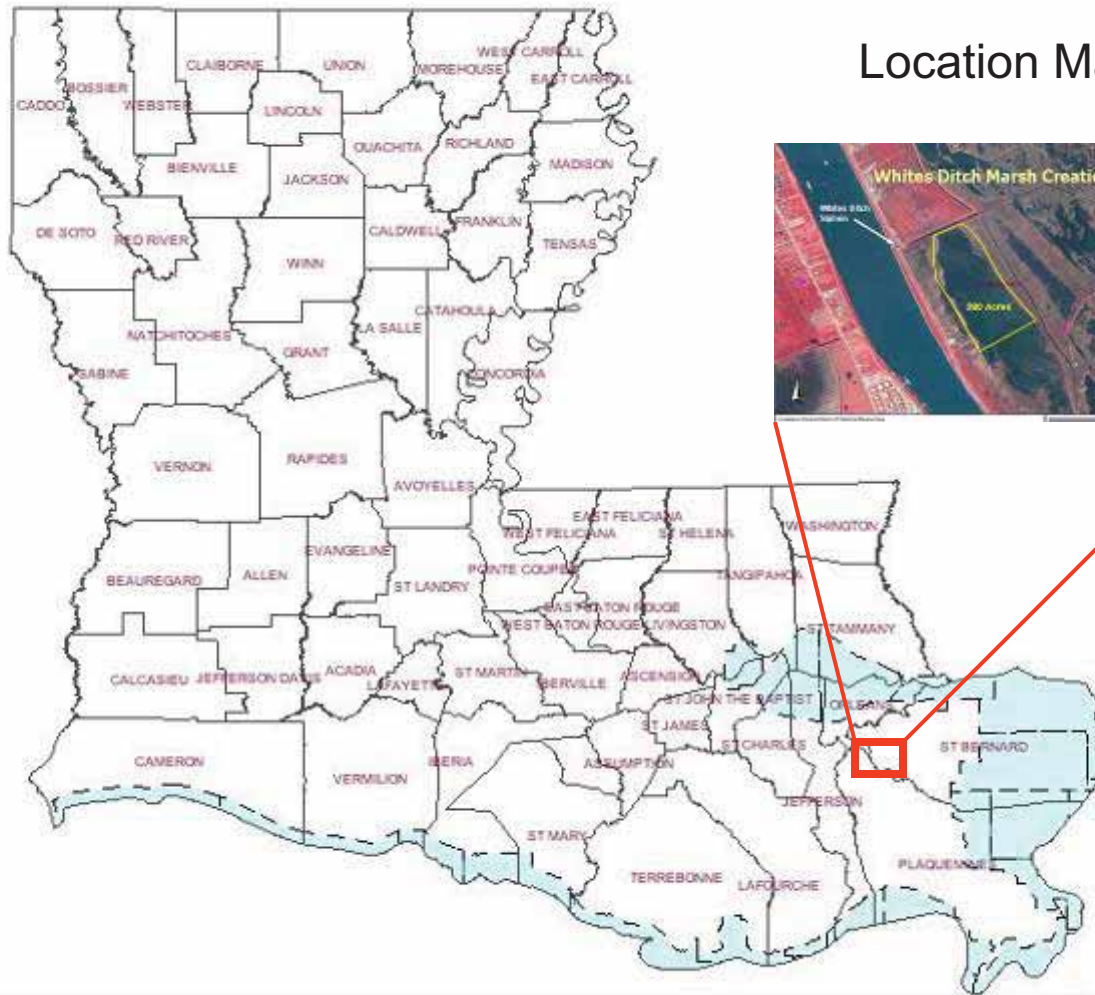 Location Ma
Whites Ditch Marsh Creatio
Whites Ditch
Siphon
380 Acres
WEST CARROLL
CLAIBORNE
UNION
MOREHOUSE
EAST CARROLL
BOSSIER
CADDO
WEBSTER
LINCOLN
OUACHITA
RICHLAND
MADISON
BIENVILLE
JACKSON
FRANKLIN
CALDWELL
DE SOTO
RED RIVER
TENSAS
WINN
CATAHOULA
NATCHITOCHES
LA SALLE
GRANT
SABINE
CONCORDIA
VERNON
RAPIDES
AVOYELLES
EAST FELICIANA
WEST FELICIANA
ST HELENA
WASHINGTON
EVANGELINE
POINTE COUPEE
TANGIPAHOA
BEAUREGARD
ALLEN
ST LANDRY
EAST BATON ROUGE
WEST BATON ROUGE
LIVINGSTON
ST TAMMANY
CALCASIEU
JEFFERSON DAVIS
ACADIA
LAFAYETTE
ST MARTIN
IBERVILLE
ASCENSION
ST JOHN THE BAPTIST
ORLEANS
ST JAMES
ST CHARLES
ST BERNARD
CAMERON
VERMILION
IBERIA
ASSUMPTION
JEFFERSON
ST MARY
PLAQUEMINES
TERREBONNE
LAFOURCHE